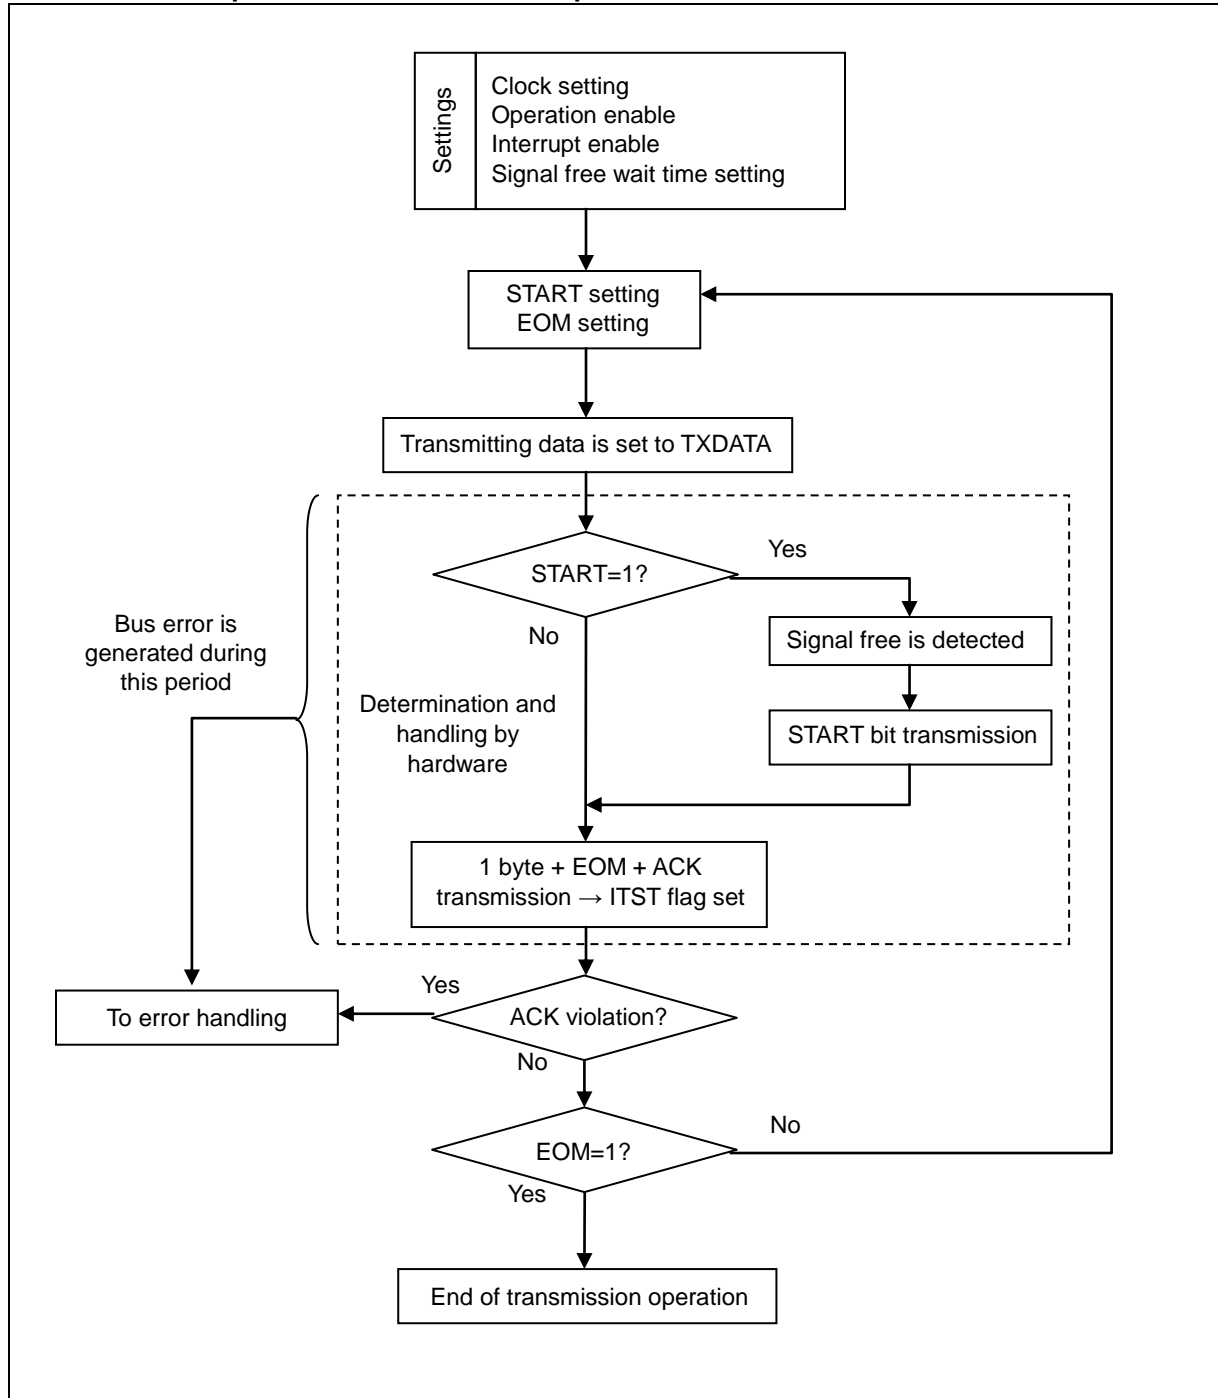 Settings
Clock setting
Operation enable
Interrupt enable
Signal free wait time setting
START setting
EOM setting
Transmitting data is set to TXDATA
START=1?
Yes
No
Signal free is detected
START bit transmission
Bus error is
generated during
this period
Determination and
handling by
hardware
1 byte + EOM + ACK
transmission → ITST flag set
ACK violation?
Yes
No
To error handling
EOM=1?
No
Yes
End of transmission operation